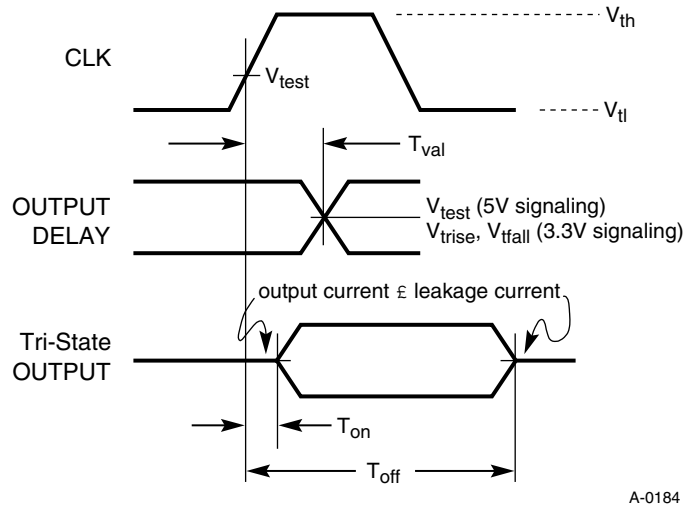 V_th
CLK
V_test
V_tl
T_val
OUTPUT
DELAY
V_test (5V signaling)
V_trise, V_tfall (3.3V signaling)
output current £ leakage current
Tri-State
OUTPUT
T_on
T_off
A-0184